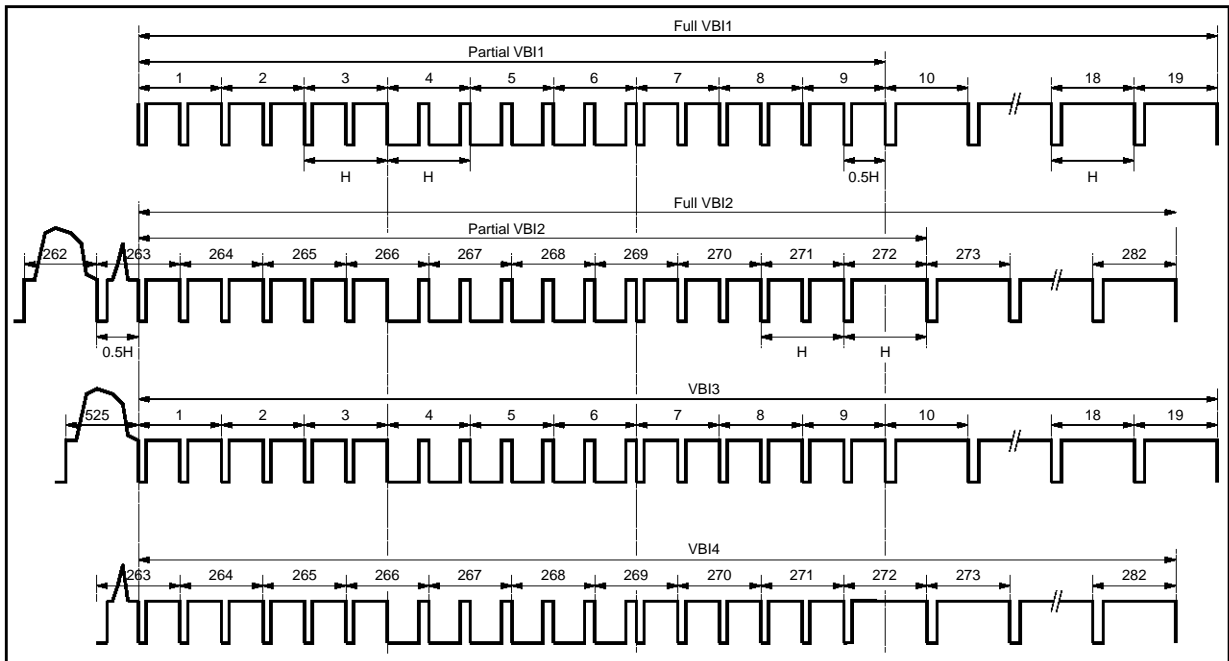 Full VBI1
Partial VBI1
1 2 3 4 5 6 7 8 9 10 18 19
H H 0.5H H
Full VBI2
Partial VBI2
262 263 264 265 266 267 268 269 270 271 272 273 282
0.5H H H
VBI3
525 1 2 3 4 5 6 7 8 9 10 18 19
VBI4
263 264 265 266 267 268 269 270 271 272 273 282